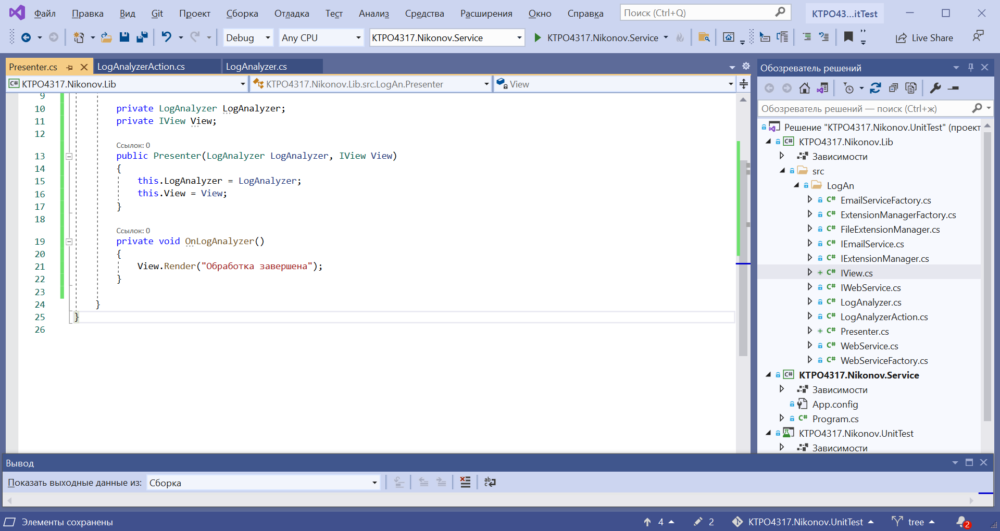 Файл Правка Вид Git Проект Сборка Отладка Тест Анализ Средства Расширения Окно Справка Поиск (Ctrl+Q) КТРО43...itTest
Debug Any CPU KTPO4317.Nikonov.Service KTPO4317.Nikonov.Service Live Share
Presenter.cs LogAnalyzerAction.cs LogAnalyzer.cs
C# KTPO4317.Nikonov.Lib KTPO4317.Nikonov.Lib.src.LogAn.Presenter View
9
10 private LogAnalyzer LogAnalyzer;
11 private IView View;
12
Ссылок: 0
13 public Presenter(LogAnalyzer LogAnalyzer, IView View)
14 {
15 this.LogAnalyzer = LogAnalyzer;
16 this.View = View;
17 }
18
Ссылок: 0
19 private void OnLogAnalyzer()
20 {
21 View.Render("Обработка завершена");
22 }
23
24 }
25 }
26
Обозреватель решений
Обозреватель решений — поиск (Ctrl+ж)
Решение "KTPO4317.Nikonov.UnitTest" (проект
C# KTPO4317.Nikonov.Lib
Зависимости
src
LogAn
C# EmailServiceFactory.cs
C# ExtensionManagerFactory.cs
C# FileExtensionManager.cs
C# IEmailService.cs
C# IExtensionManager.cs
C# IView.cs
C# IWebService.cs
C# LogAnalyzer.cs
C# LogAnalyzerAction.cs
C# Presenter.cs
C# WebService.cs
C# WebServiceFactory.cs
C# KTPO4317.Nikonov.Service
Зависимости
App.config
C# Program.cs
KTPO4317.Nikonov.UnitTest
Зависимости
Вывод
Показать выходные данные из: Сборка
Элементы сохранены 4 2 KTPO4317.Nikonov.UnitTest tree 2